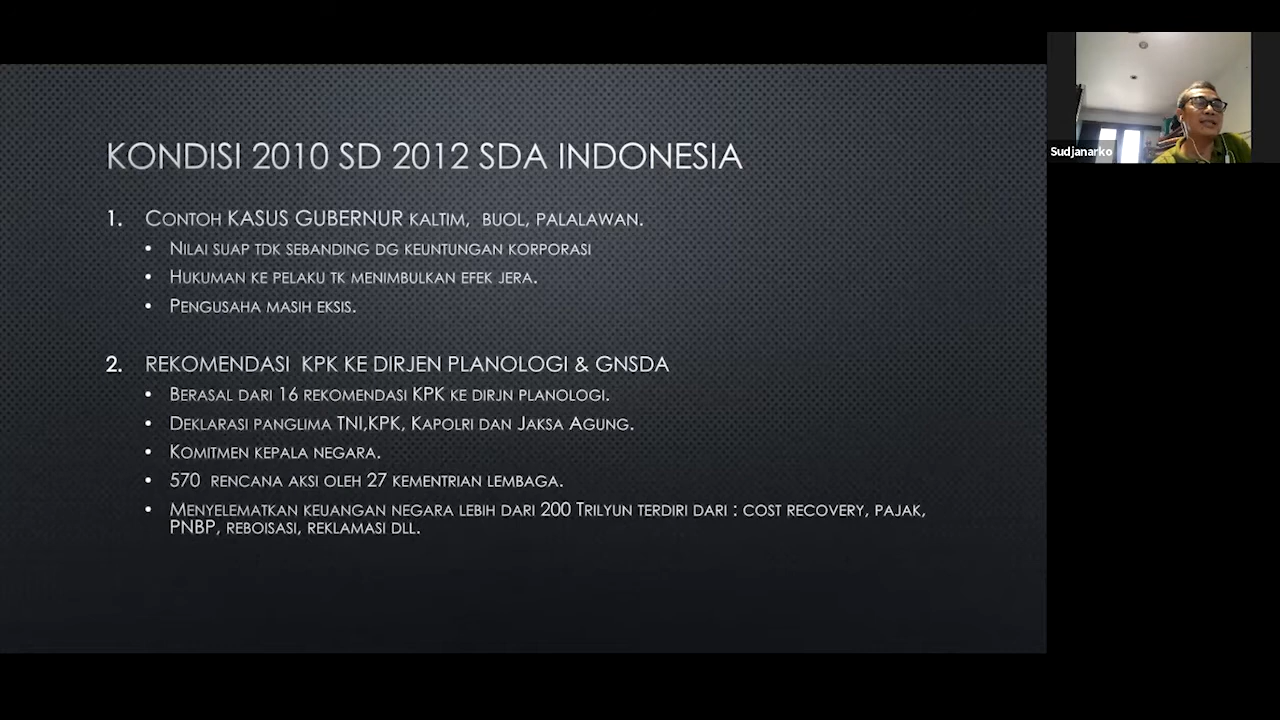 KONDISI 2010 SD 2012 SDA INDONESIA
1. CONTOH KASUS GUBERNUR KALTIM, BUOL, PALALAWAN.
• NILAI SUAP TDK SEBANDING DG KEUNTUNGAN KORPORASI
• HUKUMAN KE PELAKU TK MENIMBULKAN EFEK JERA.
• PENGUSAHA MASIH EKSIS.
2. REKOMENDASI KPK KE DIRJEN PLANOLOGI & GNSDA
• BERASAL DARI 16 REKOMENDASI KPK KE DIRJN PLANOLOGI.
• DEKLARASI PANGLIMA TNI,KPK, KAPOLRI DAN JAKSA AGUNG.
• KOMITMEN KEPALA NEGARA.
• 570 RENCANA AKSI OLEH 27 KEMENTRIAN LEMBAGA.
• MENYELEMATKAN KEUANGAN NEGARA LEBIH DARI 200 TRILYUN TERDIRI DARI : COST RECOVERY, PAJAK,
PNBP, REBOISASI, REKLAMASI DLL.
Sudjanarko